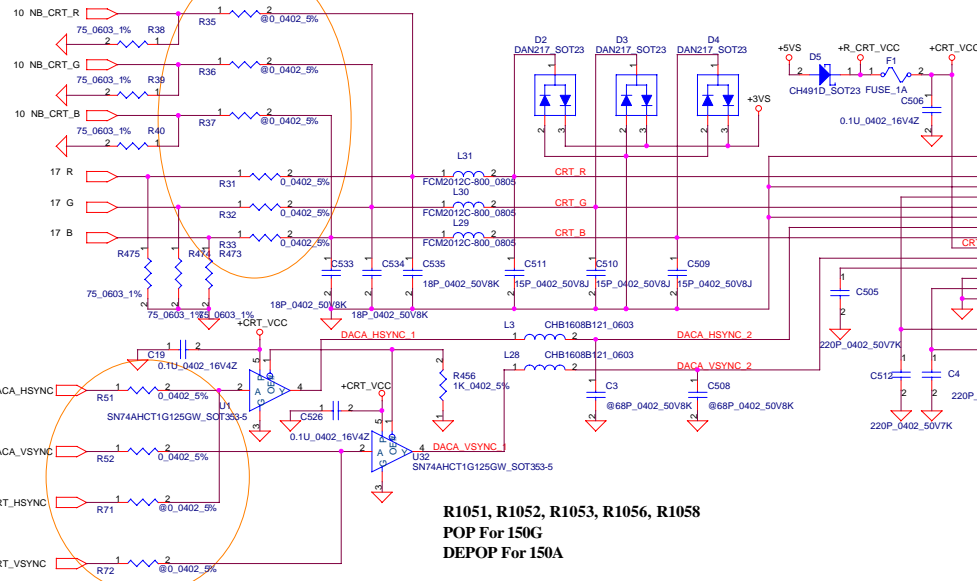 10 NB_CRT_R
R38
75_0603_1%
R35
@0_0402_5%
10 NB_CRT_G
R39
75_0603_1%
R36
@0_0402_5%
10 NB_CRT_B
R40
75_0603_1%
R37
@0_0402_5%
17 R
R31
0_0402_5%
17 G
R32
0_0402_5%
17 B
R33
0_0402_5%
R475
R474
R473
75_0603_1%
75_0603_1%
75_0603_1%
C533
C534
C535
18P_0402_50V8K
18P_0402_50V8K
18P_0402_50V8K
L31
FCM2012C-800_0805
L30
FCM2012C-800_0805
L29
FCM2012C-800_0805
CRT_R
CRT_G
CRT_B
D2
DAN217_SOT23
D3
DAN217_SOT23
D4
DAN217_SOT23
+3VS
+5VS
D5
CH491D_SOT23
+R_CRT_VCC
F1
FUSE_1A
+CRT_VCC
C506
0.1U_0402_16V4Z
C511
15P_0402_50V8J
C510
15P_0402_50V8J
C509
15P_0402_50V8J
CRT
C505
220P_0402_50V7K
C512
220P_0402_50V7K
C4
220P_
+CRT_VCC
C19
0.1U_0402_16V4Z
DACA_HSYNC_1
L3
CHB1608B121_0603
DACA_HSYNC_2
L28
CHB1608B121_0603
DACA_VSYNC_2
R456
1K_0402_5%
C3
@68P_0402_50V8K
C508
@68P_0402_50V8K
ACA_HSYNC
R51
0_0402_5%
U1
SN74AHCT1G125GW_SOT353-5
+CRT_VCC
C526
0.1U_0402_16V4Z
DACA_VSYNC_1
ACA_VSYNC
R52
0_0402_5%
U32
SN74AHCT1G125GW_SOT353-5
RT_HSYNC
R71
@0_0402_5%
RT_VSYNC
R72
@0_0402_5%
R1051, R1052, R1053, R1056, R1058
POP For 150G
DEPOP For 150A